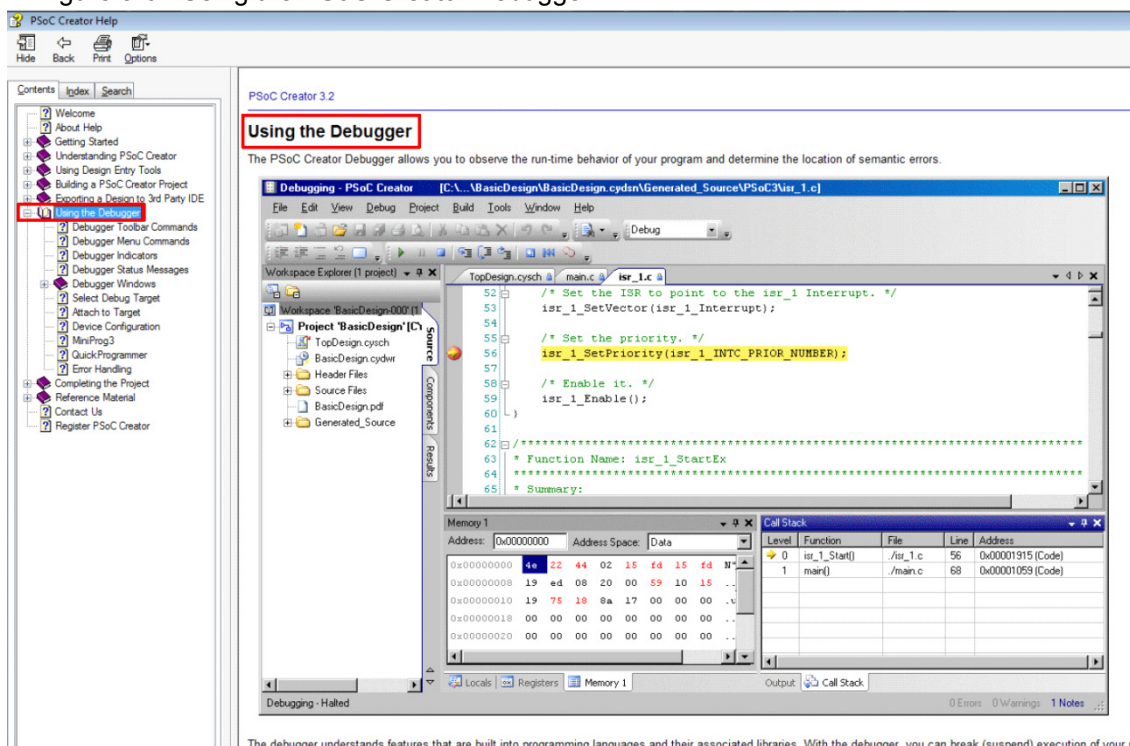 PSoC Creator Help
Hide Back Print Options
Contents Index Search
Welcome
About Help
Getting Started
Understanding PSoC Creator
Using Design Entry Tools
Building a PSoC Creator Project
Exporting a Design to 3rd Party IDE
Using the Debugger
Debugger Toolbar Commands
Debugger Menu Commands
Debugger Indicators
Debugger Status Messages
Debugger Windows
Select Debug Target
Attach to Target
Device Configuration
MiniProg3
QuickProgrammer
Error Handling
Completing the Project
Reference Material
Contact Us
Register PSoC Creator
PSoC Creator 3.2
Using the Debugger
The PSoC Creator Debugger allows you to observe the run-time behavior of your program and determine the location of semantic errors.
Debugging - PSoC Creator [C:\...\BasicDesign\BasicDesign.cydsn\Generated_Source\PSoC3\isr_1.c]
File Edit View Debug Project Build Tools Window Help
Debug
Workspace Explorer (1 project)
Workspace 'BasicDesign-000' (1
Project 'BasicDesign' [C\
TopDesign.cysch
BasicDesign.cydwr
Header Files
Source Files
BasicDesign.pdf
Generated_Source
Source
Components
Results
TopDesign.cysch main.c isr_1.c
52 /* Set the ISR to point to the isr_1 Interrupt. */
53 isr_1_SetVector(isr_1_Interrupt);
54
55 /* Set the priority. */
56 isr_1_SetPriority(isr_1_INTC_PRIOR_NUMBER);
57
58 /* Enable it. */
59 isr_1_Enable();
60 }
61
62 /*******************************************************************************
63 * Function Name: isr_1_StartEx
64 ********************************************************************************
65 * Summary:
Memory 1
Address: 0x00000000 Address Space: Data
0x00000000 4e 22 44 02 15 fd 15 fd N"
0x00000008 19 ed 08 20 00 59 10 15 ..
0x00000010 19 75 18 8a 17 00 00 00 .u
0x00000018 00 00 00 00 00 00 00 00 ..
0x00000020 00 00 00 00 00 00 00 00 ..
Locals Registers Memory 1
Call Stack
Level Function File Line Address
0 isr_1_Start() ./isr_1.c 56 0x00001915 (Code)
1 main() ./main.c 68 0x00001059 (Code)
Output Call Stack
Debugging - Halted
0 Errors 0 Warnings 1 Notes
The debugger understands features that are built into programming languages and their associated libraries. With the debugger, you can break (suspend) execution of your